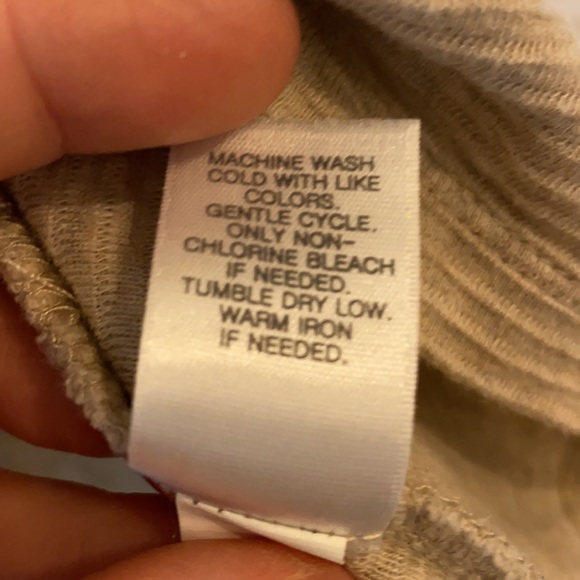 MACHINE WASH
COLD WITH LIKE
COLORS.
GENTLE CYCLE.
ONLY NON-
CHLORINE BLEACH
IF NEEDED.
TUMBLE DRY LOW.
WARM IRON
IF NEEDED.